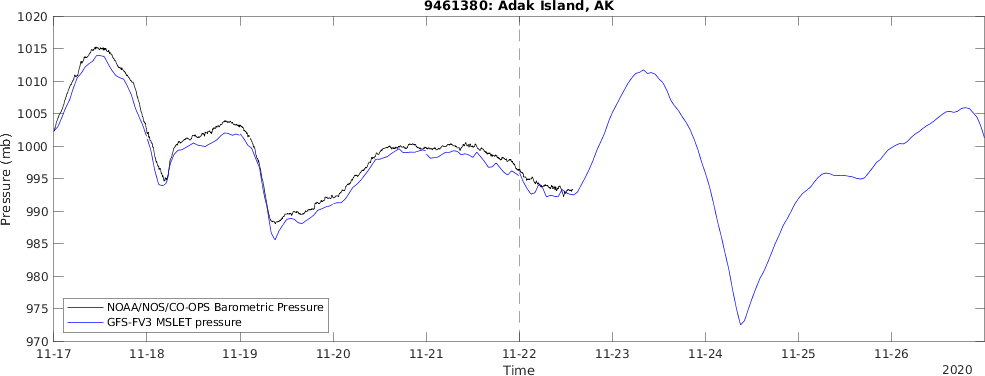 9461380: Adak Island, AK
1020
1015
1010
1005
1000
995
990
985
980
975
970
Pressure (mb)
NOAA/NOS/CO-OPS Barometric Pressure
GFS-FV3 MSLET pressure
11-17 11-18 11-19 11-20 11-21 11-22 11-23 11-24 11-25 11-26
Time
2020